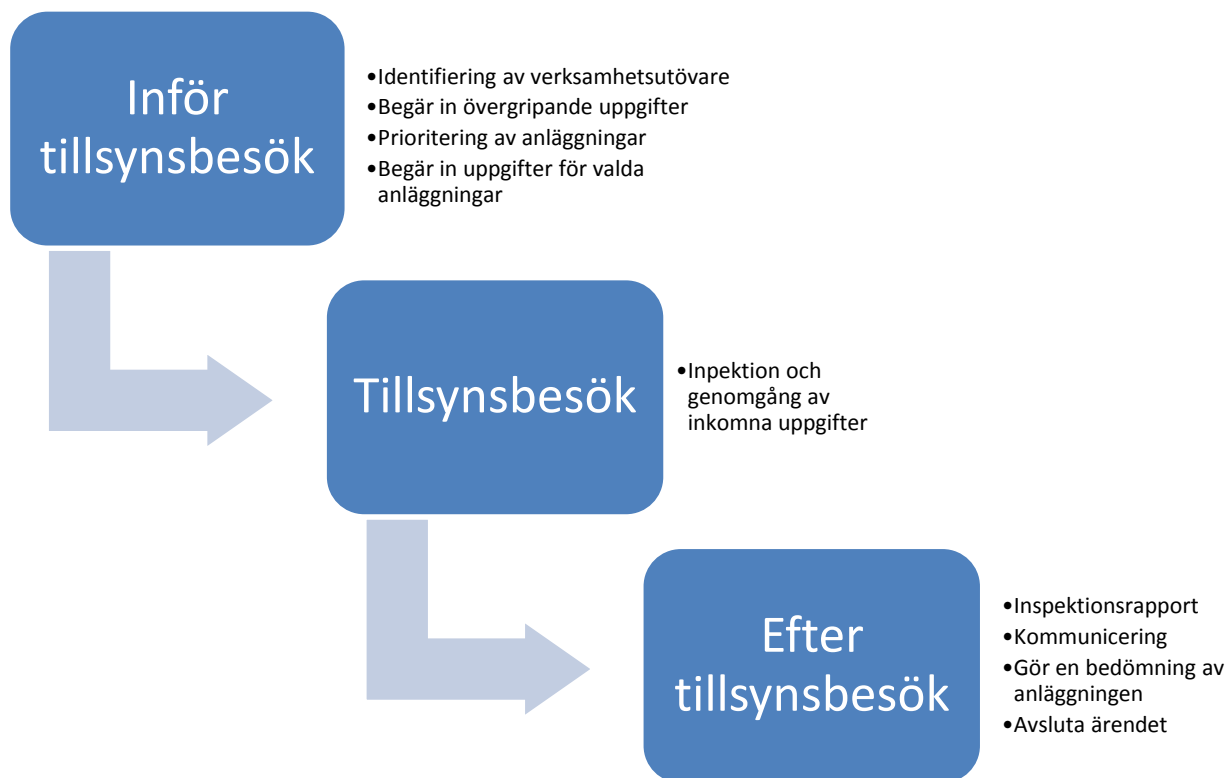 Inför
tillsynsbesök
•Identifiering av verksamhetsutövare
•Begär in övergripande uppgifter
•Prioritering av anläggningar
•Begär in uppgifter för valda
anläggningar
Tillsynsbesök
•Inpektion och
genomgång av
inkomna uppgifter
Efter
tillsynsbesök
•Inspektionsrapport
•Kommunicering
•Gör en bedömning av
anläggningen
•Avsluta ärendet